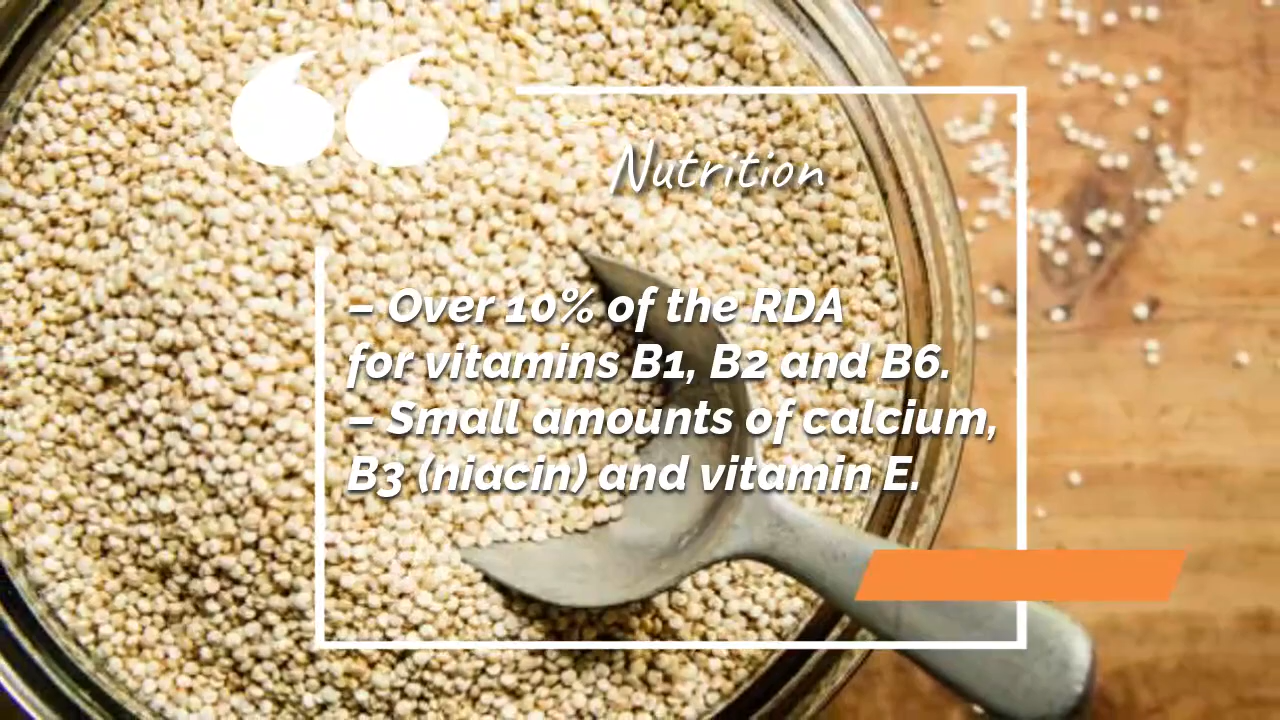 Nutrition
– Over 10% of the RDA
for vitamins B1, B2 and B6.
– Small amounts of calcium,
B3 (niacin) and vitamin E.